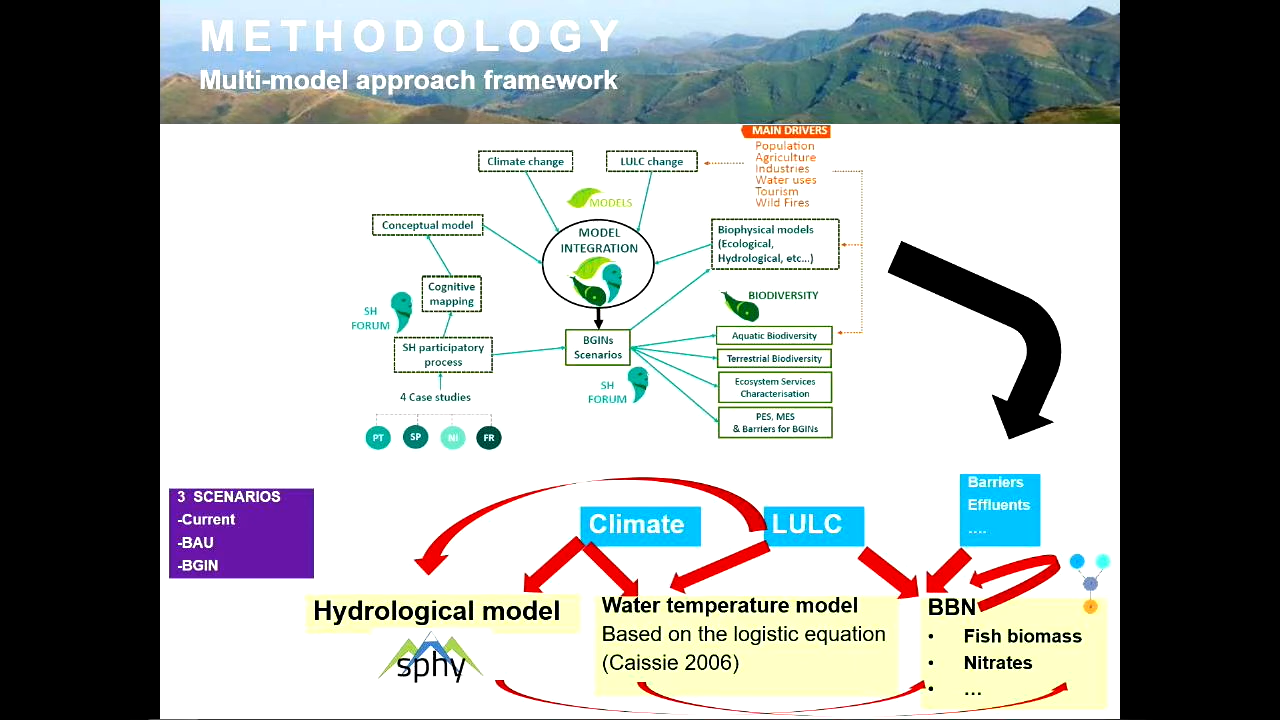 METHODOLOGY
Multi-model approach framework
MAIN DRIVERS
Population
Agriculture
Industries
Water uses
Tourism
Wild Fires
Climate change
LULC change
MODELS
Conceptual model
MODEL
INTEGRATION
Biophysical models
(Ecological,
Hydrological, etc...)
Cognitive
mapping
SH
FORUM
BIODIVERSITY
SH participatory
process
BGINs
Scenarios
Aquatic Biodiversity
Terrestrial Biodiversity
Ecosystem Services
Characterisation
PES, MES
& Barriers for BGINs
SH
FORUM
4 Case studies
PT
SP
NI
FR
3 SCENARIOS
-Current
-BAU
-BGIN
Climate
LULC
Barriers
Effluents
....
Hydrological model
sphy
Water temperature model
Based on the logistic equation
(Caissie 2006)
BBN
• Fish biomass
• Nitrates
• ...